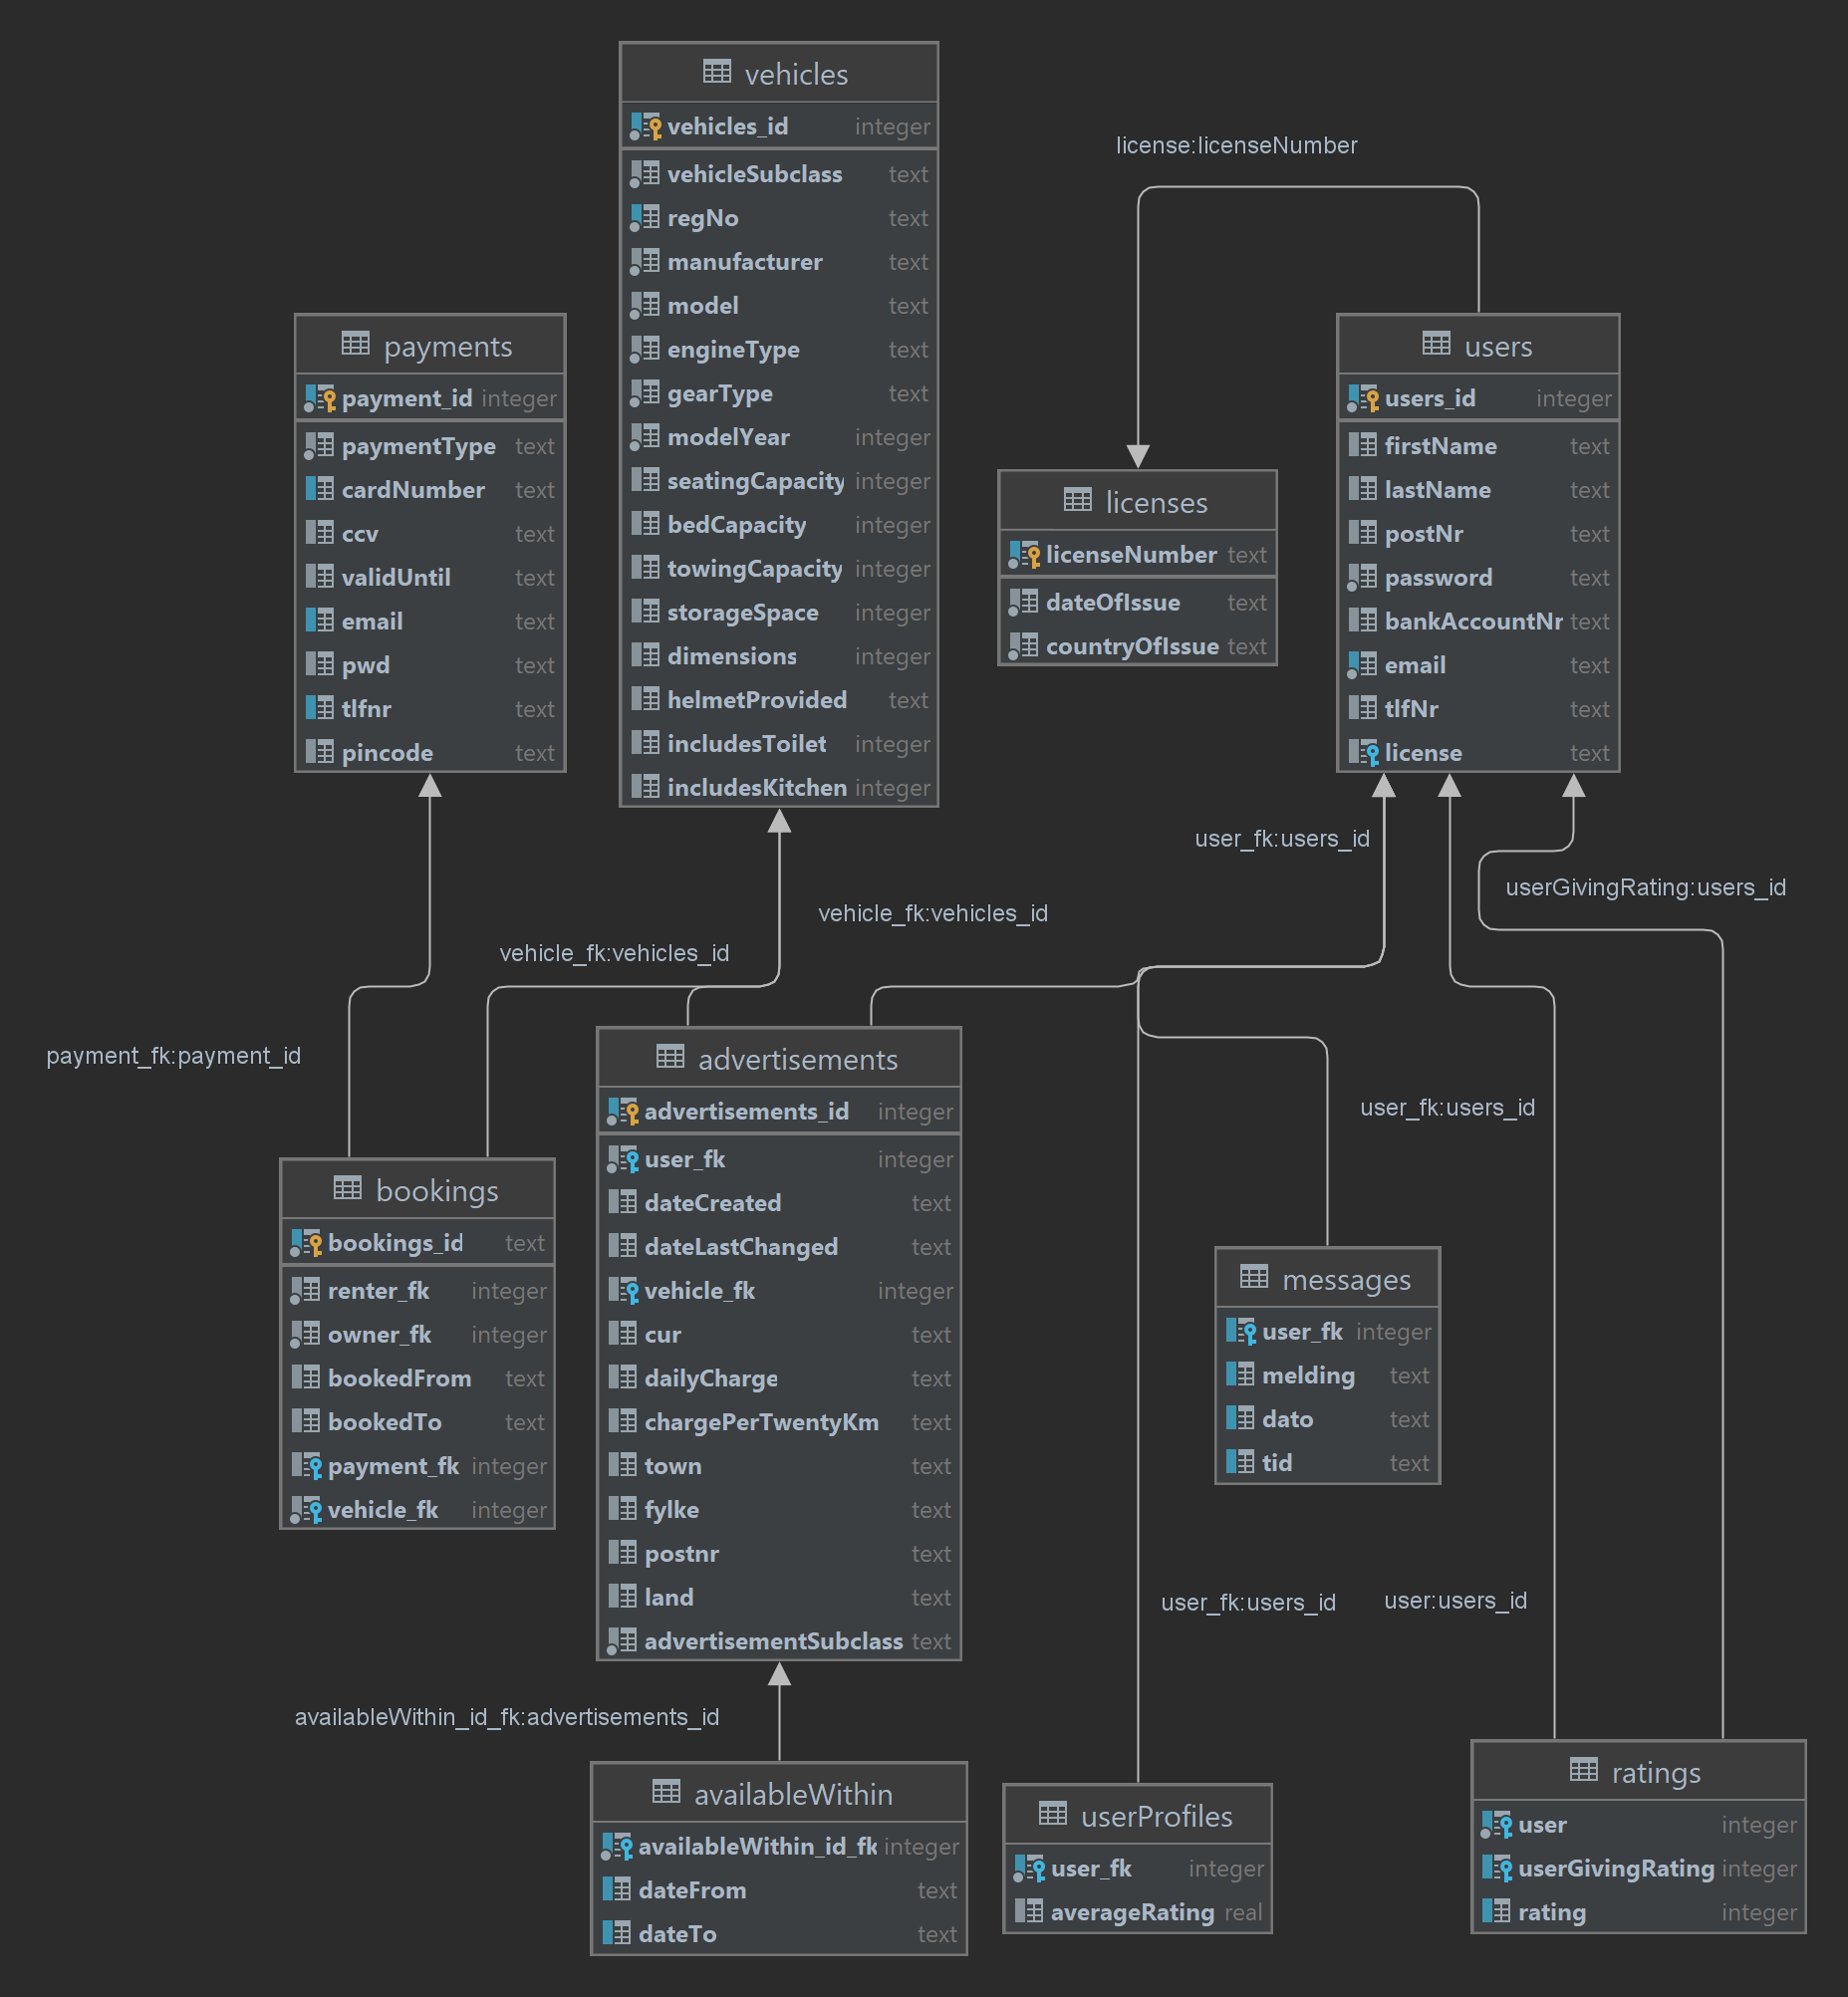 vehicles
vehicles_id integer
vehicleSubclass text
regNo text
manufacturer text
model text
engineType text
gearType text
modelYear integer
seatingCapacity integer
bedCapacity integer
towingCapacity integer
storageSpace integer
dimensions integer
helmetProvided text
includesToilet integer
includesKitchen integer
license:licenseNumber
payments
payment_id integer
paymentType text
cardNumber text
ccv text
validUntil text
email text
pwd text
tlfnr text
pincode text
users
users_id integer
firstName text
lastName text
postNr text
password text
bankAccountNr text
email text
tlfNr text
license text
licenses
licenseNumber text
dateOfIssue text
countryOfIssue text
user_fk:users_id
userGivingRating:users_id
vehicle_fk:vehicles_id
vehicle_fk:vehicles_id
payment_fk:payment_id
advertisements
advertisements_id integer
user_fk integer
dateCreated text
dateLastChanged text
vehicle_fk integer
cur text
dailyCharge text
chargePerTwentyKm text
town text
fylke text
postnr text
land text
advertisementSubclass text
user_fk:users_id
bookings
bookings_id text
renter_fk integer
owner_fk integer
bookedFrom text
bookedTo text
payment_fk integer
vehicle_fk integer
messages
user_fk integer
melding text
dato text
tid text
user_fk:users_id
user:users_id
availableWithin_id_fk:advertisements_id
availableWithin
availableWithin_id_fk integer
dateFrom text
dateTo text
userProfiles
user_fk integer
averageRating real
ratings
user integer
userGivingRating integer
rating integer